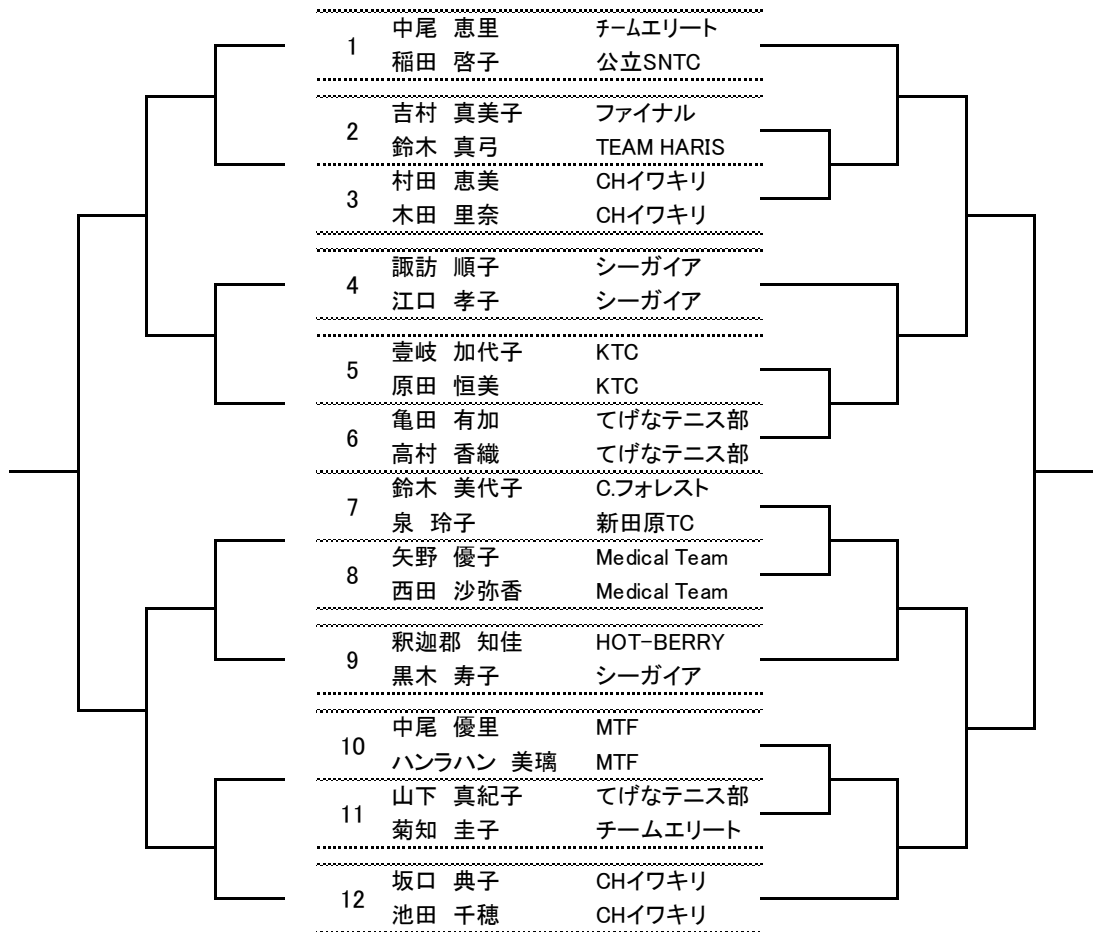 1 中尾 恵里 チームエリート
稲田 啓子 公立SNTC
2 吉村 真美子 ファイナル
鈴木 真弓 TEAM HARIS
3 村田 恵美 CHイワキリ
木田 里奈 CHイワキリ
4 諏訪 順子 シーガイア
江口 孝子 シーガイア
5 壹岐 加代子 KTC
原田 恒美 KTC
6 亀田 有加 てげなテニス部
高村 香織 てげなテニス部
7 鈴木 美代子 C.フォレスト
泉 玲子 新田原TC
8 矢野 優子 Medical Team
西田 沙弥香 Medical Team
9 釈迦郡 知佳 HOT-BERRY
黒木 寿子 シーガイア
10 中尾 優里 MTF
ハンラハン 美璃 MTF
11 山下 真紀子 てげなテニス部
菊知 圭子 チームエリート
12 坂口 典子 CHイワキリ
池田 千穂 CHイワキリ